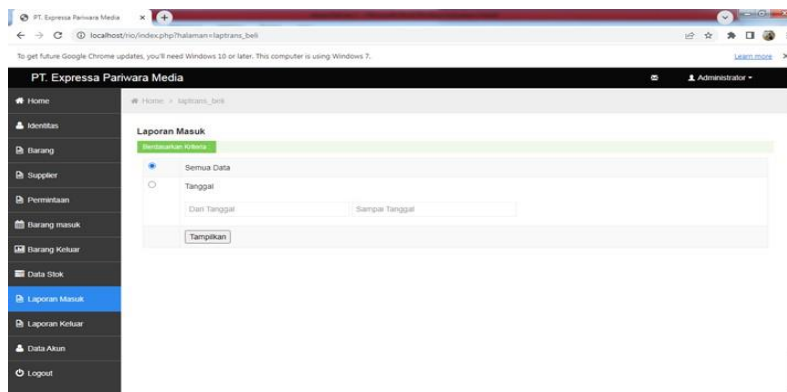 PT. Expressa Pariwara Media
localhost/rio/index.php?halaman=laptrans_beli
To get future Google Chrome updates, you'll need Windows 10 or later. This computer is using Windows 7.
Learn more
PT. Expressa Pariwara Media
Administrator
Home
Home > laptrans_beli
Identitas
Laporan Masuk
Berdasarkan Kriteria
Barang
Semua Data
Supplier
Tanggal
Permintaan
Dari Tanggal
Sampai Tanggal
Barang masuk
Tampilkan
Barang Keluar
Data Stok
Laporan Masuk
Laporan Keluar
Data Akun
Logout